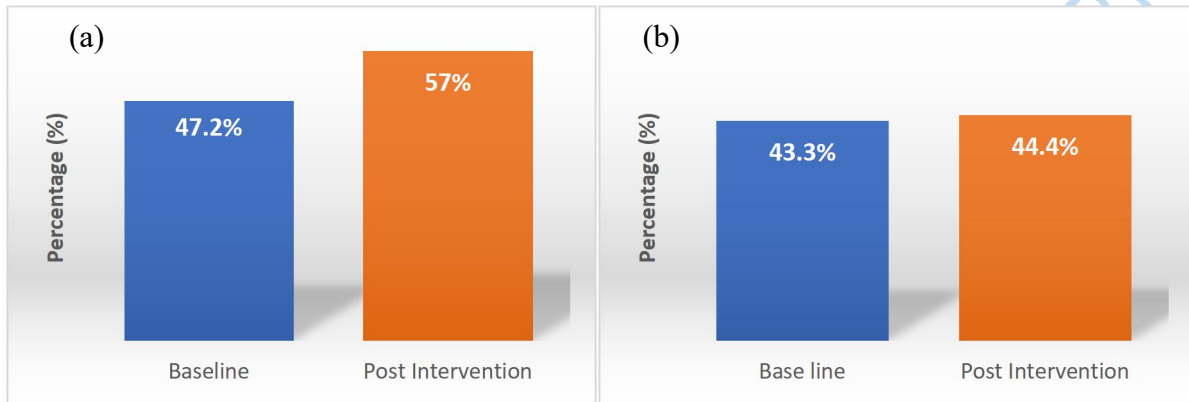 (a)
Percentage (%)
47.2%
57%
Baseline
Post Intervention
(b)
Percentage (%)
43.3%
44.4%
Base line
Post Intervention